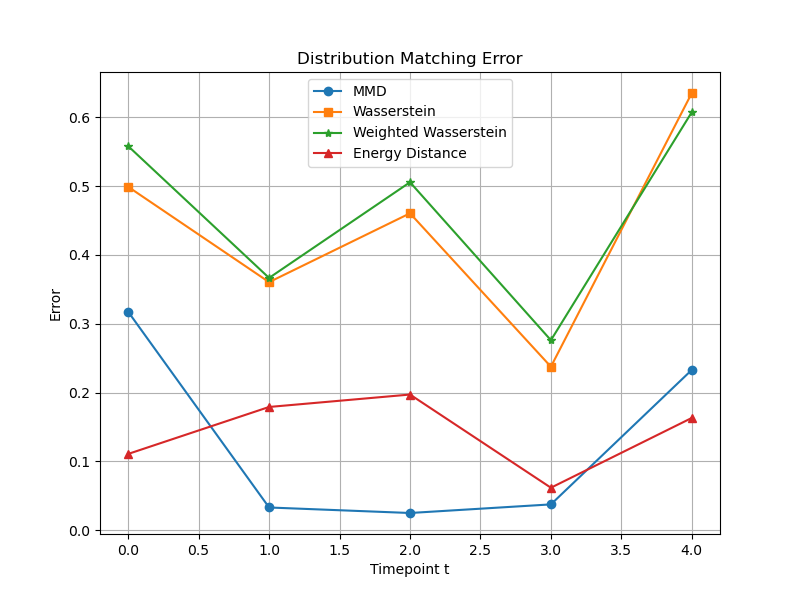 Distribution Matching Error
MMD
Wasserstein
Weighted Wasserstein
Energy Distance
Error
0.6
0.5
0.4
0.3
0.2
0.1
0.0
0.0 0.5 1.0 1.5 2.0 2.5 3.0 3.5 4.0
Timepoint t